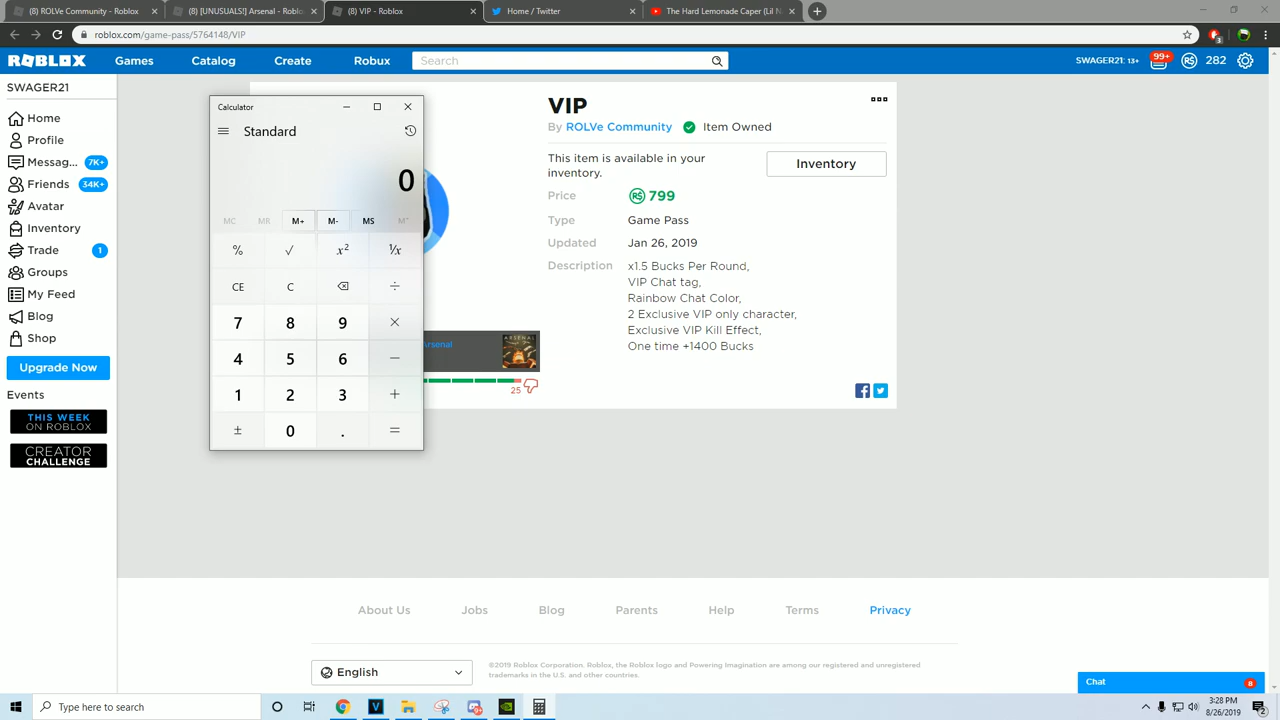 (8) ROLVe Community - Roblox
(8) [UNUSUALS] Arsenal - Roblo
(8) VIP - Roblox
Home / Twitter
The Hard Lemonade Caper (Lil N
roblox.com/game-pass/5764148/VIP
3
ROBLOX
Games
Catalog
Create
Robux
Search
SWAGER21: 13+
99+
282
SWAGER21
Home
Profile
Messag... 7K+
Friends 34K+
Avatar
Inventory
Trade 1
Groups
My Feed
Blog
Shop
Upgrade Now
Events
THIS WEEK
ON ROBLOX
CREATOR
CHALLENGE
Calculator
Standard
0
MC MR M+ M- MS M˅
% √ x² ¹/x
CE C ⌫ ÷
7 8 9 ×
4 5 6 −
1 2 3 +
± 0 . =
Arsenal
ARSENAL
25
VIP
By ROLVe Community Item Owned
This item is available in your
inventory.
Inventory
Price R$ 799
Type Game Pass
Updated Jan 26, 2019
Description x1.5 Bucks Per Round,
VIP Chat tag,
Rainbow Chat Color,
2 Exclusive VIP only character,
Exclusive VIP Kill Effect,
One time +1400 Bucks
About Us Jobs Blog Parents Help Terms Privacy
English
©2019 Roblox Corporation. Roblox, the Roblox logo and Powering Imagination are among our registered and unregistered
trademarks in the U.S. and other countries.
Chat 8
Type here to search
3:28 PM
8/26/2019
2